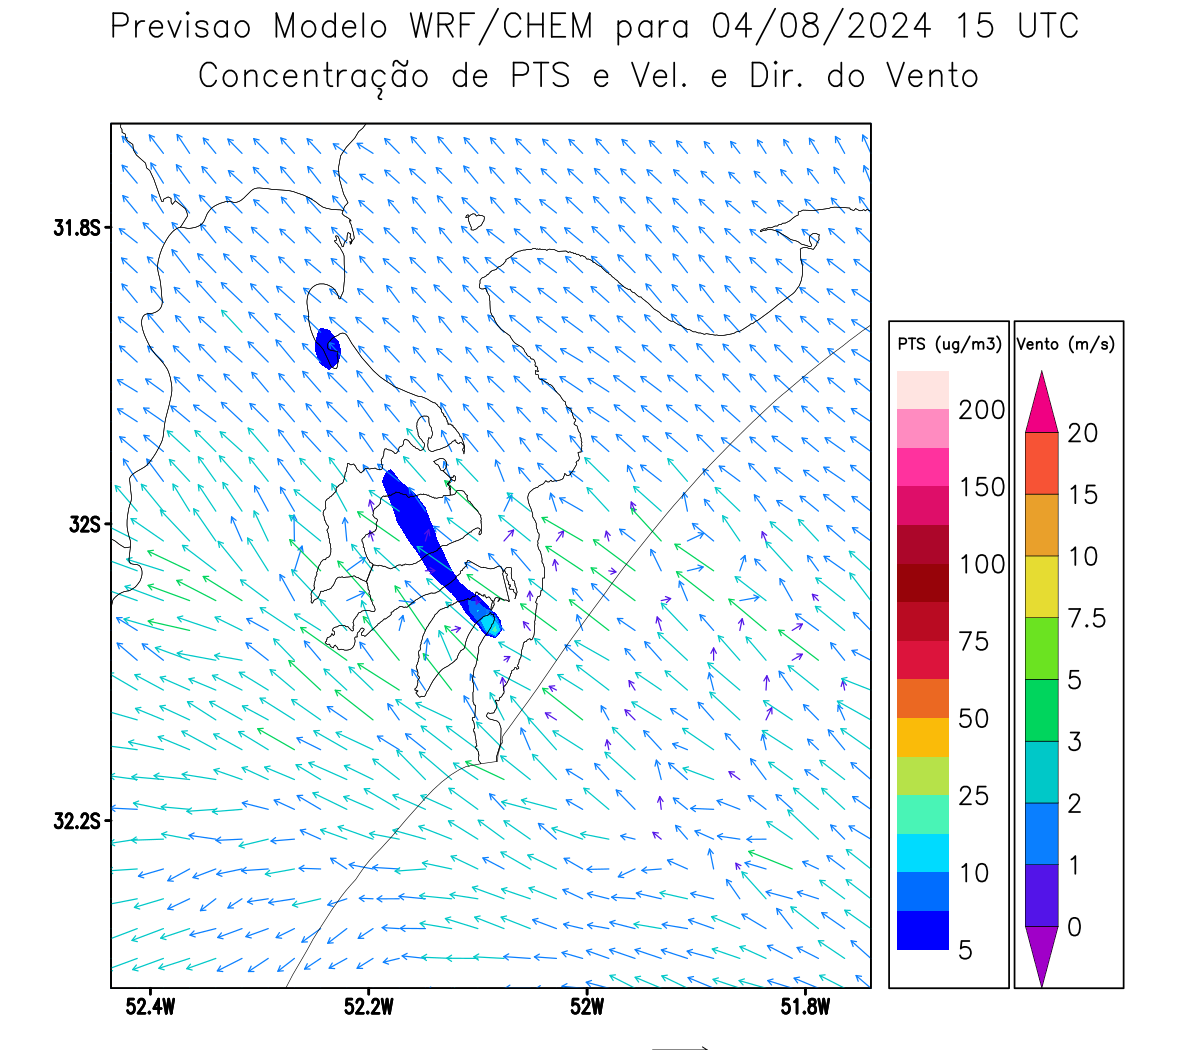 Previsao Modelo WRF/CHEM para 04/08/2024 15 UTC
Concentração de PTS e Vel. e Dir. do Vento
31.8S
32S
32.2S
52.4W 52.2W 52W 51.8W
PTS (ug/m3)
200
150
100
75
50
25
10
5
Vento (m/s)
20
15
10
7.5
5
3
2
1
0